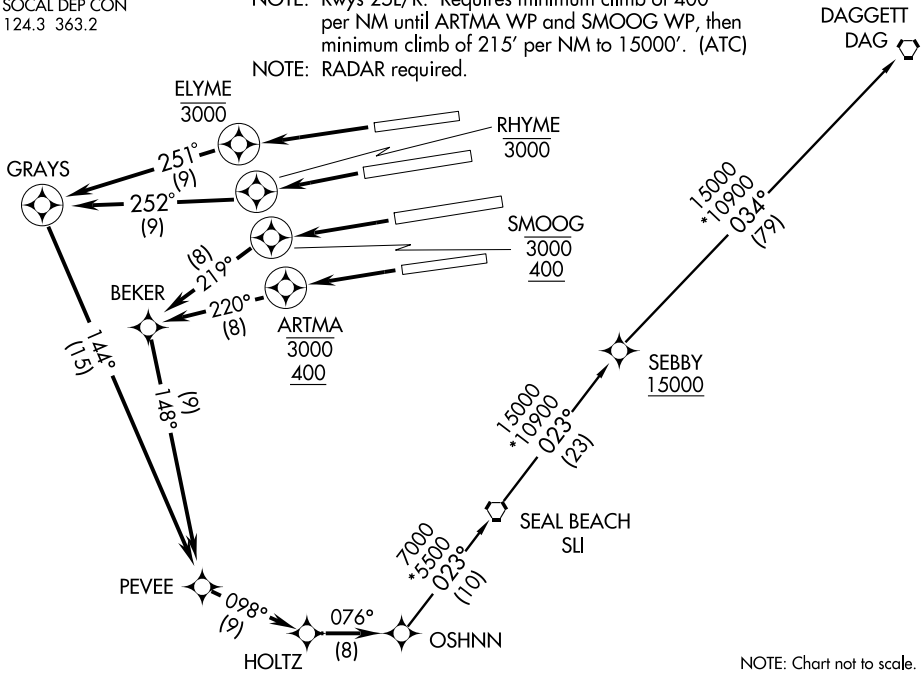 SOCAL DEP CON
124.3 363.2
NOTE: Rwys 25L/R: Requires minimum climb of 400'
per NM until ARTMA WP and SMOOG WP, then
minimum climb of 215' per NM to 15000'. (ATC)
NOTE: RADAR required.
DAGGETT
DAG
ELYME
3000
RHYME
3000
GRAYS
251°
(9)
252°
(9)
SMOOG
3000
400
(8)
219°
BEKER
220°
(8)
ARTMA
3000
400
15000
*10900
034°
(79)
144°
(15)
(9)
148°
SEBBY
15000
15000
*10900
023°
(23)
SEAL BEACH
SLI
7000
*5500
023°
(10)
PEVEE
098°
(9)
076°
(8)
HOLTZ
OSHNN
NOTE: Chart not to scale.